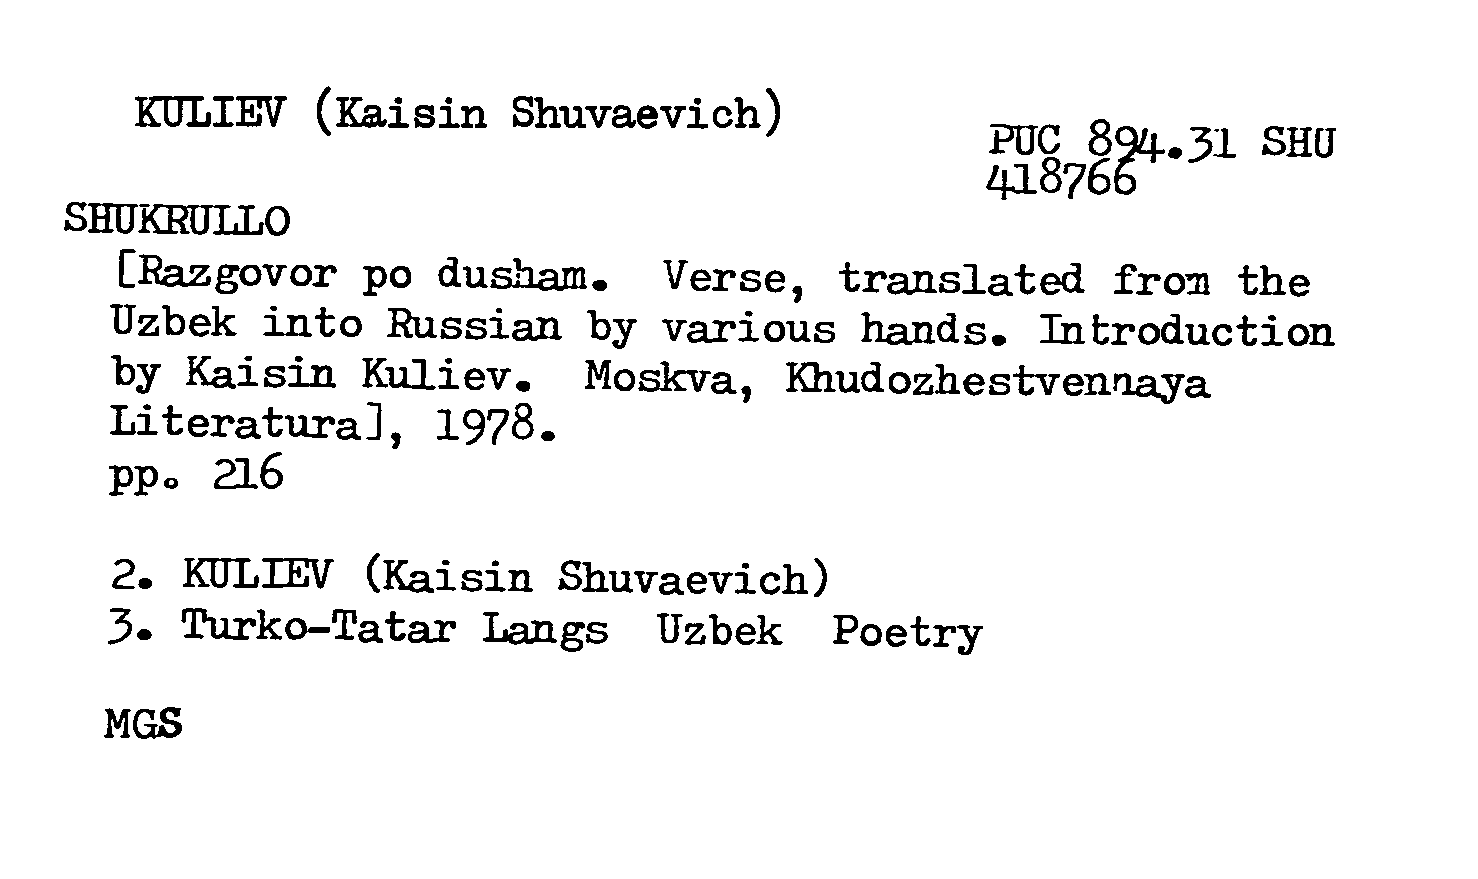 KULIEV (Kaisin Shuvaevich)
PUC 894.31 SHU
418766
SHUKRULLO
[Razgovor po dusham. Verse, translated from the
Uzbek into Russian by various hands. Introduction
by Kaisin Kuliev. Moskva, Khudozhestvennaya
Literatura], 1978.
pp. 216
2. KULIEV (Kaisin Shuvaevich)
3. Turko-Tatar Langs Uzbek Poetry
MGS